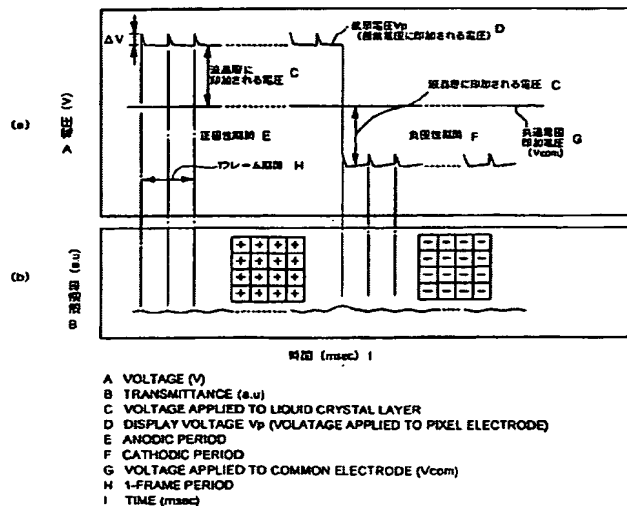 ΔV
表示電圧Vp D
(画素電極に印加される電圧)
液晶層に
印加される電圧 C
液晶層に印加される電圧 C
(a)
電圧 (V)
A
正極性期間 E
負極性期間 F
共通電極
印加電圧 G
(Vcom)
1フレーム期間 H
(b)
透過率 (a.u)
B
+ + + +
+ + + +
+ + + +
+ + + +
− − − −
− − − −
− − − −
− − − −
時間 (msec) I
A VOLTAGE (V)
B TRANSMITTANCE (a.u)
C VOLTAGE APPLIED TO LIQUID CRYSTAL LAYER
D DISPLAY VOLTAGE Vp (VOLATAGE APPLIED TO PIXEL ELECTRODE)
E ANODIC PERIOD
F CATHODIC PERIOD
G VOLTAGE APPLIED TO COMMON ELECTRODE (Vcom)
H 1-FRAME PERIOD
I TIME (msec)